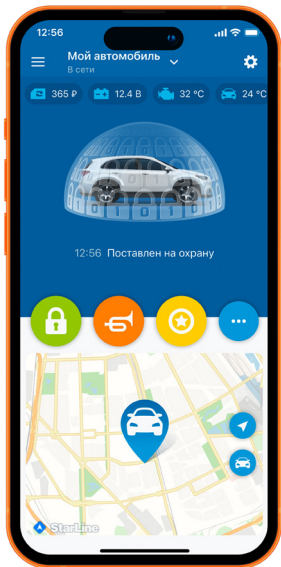 12:56
Мой автомобиль
В сети
365 ₽ 12.4 В 32 °C 24 °C
12:56 Поставлен на охрану
StarLine